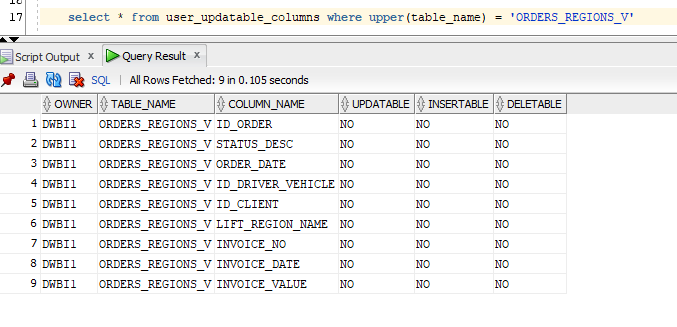 17 select * from user_updatable_columns where upper(table_name) = 'ORDERS_REGIONS_V'
Script Output x Query Result x
SQL | All Rows Fetched: 9 in 0.105 seconds
OWNER TABLE_NAME COLUMN_NAME UPDATABLE INSERTABLE DELETABLE
1 DWBI1 ORDERS_REGIONS_V ID_ORDER NO NO NO
2 DWBI1 ORDERS_REGIONS_V STATUS_DESC NO NO NO
3 DWBI1 ORDERS_REGIONS_V ORDER_DATE NO NO NO
4 DWBI1 ORDERS_REGIONS_V ID_DRIVER_VEHICLE NO NO NO
5 DWBI1 ORDERS_REGIONS_V ID_CLIENT NO NO NO
6 DWBI1 ORDERS_REGIONS_V LIFT_REGION_NAME NO NO NO
7 DWBI1 ORDERS_REGIONS_V INVOICE_NO NO NO NO
8 DWBI1 ORDERS_REGIONS_V INVOICE_DATE NO NO NO
9 DWBI1 ORDERS_REGIONS_V INVOICE_VALUE NO NO NO